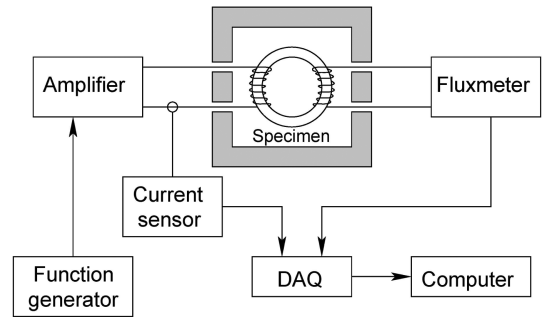 Amplifier
Fluxmeter
Specimen
Current
sensor
Function
generator
DAQ
Computer